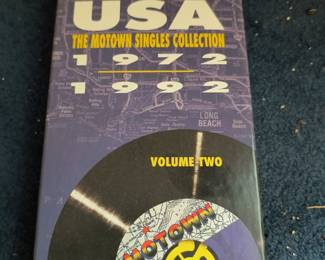 USA
THE MOTOWN SINGLES COLLECTION
1972
1992
LONG
BEACH
VOLUME TWO
MOTOWN